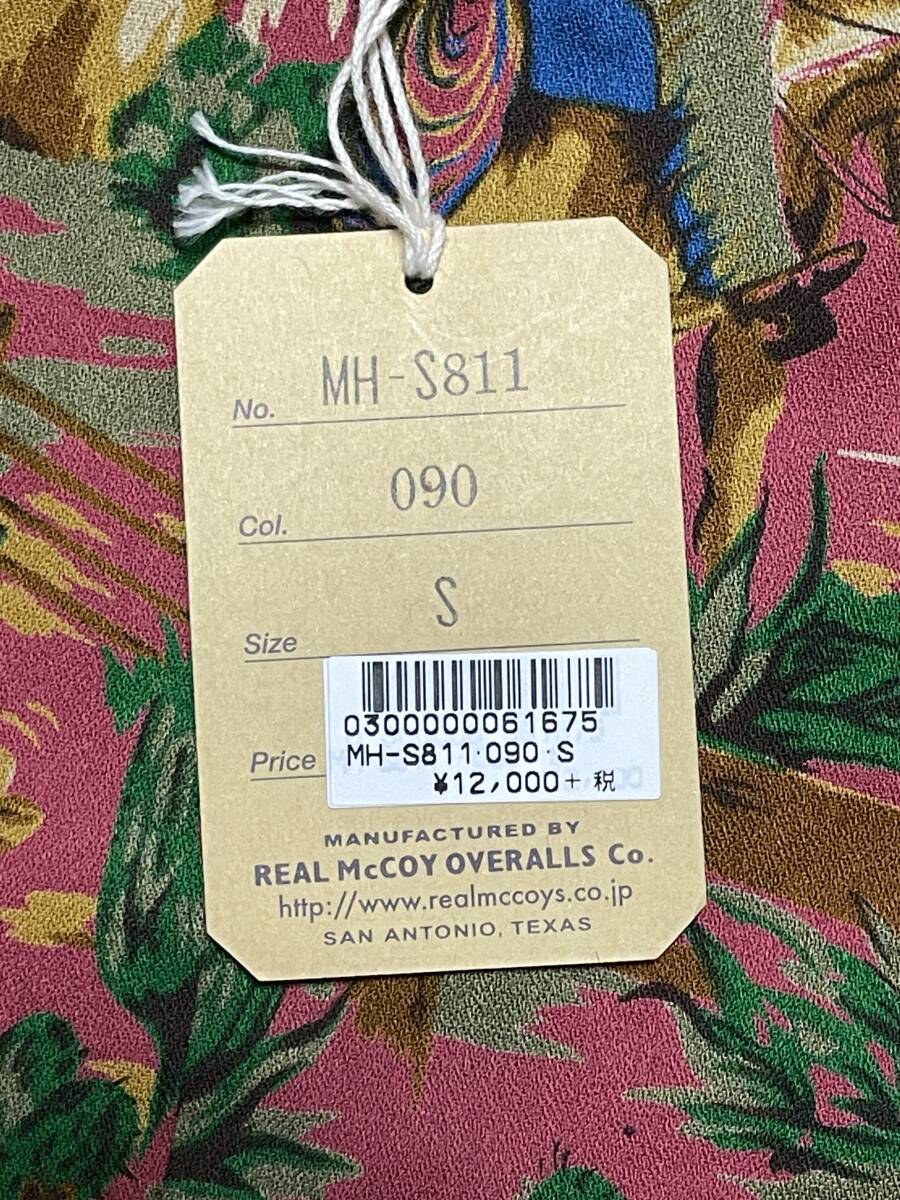 No. MH-S811
Col. 090
Size S
0300000061675
MH-S811·090·S
Price
¥12,000+ 税
MANUFACTURED BY
REAL McCOY OVERALLS Co.
http://www.realmccoys.co.jp
SAN ANTONIO, TEXAS